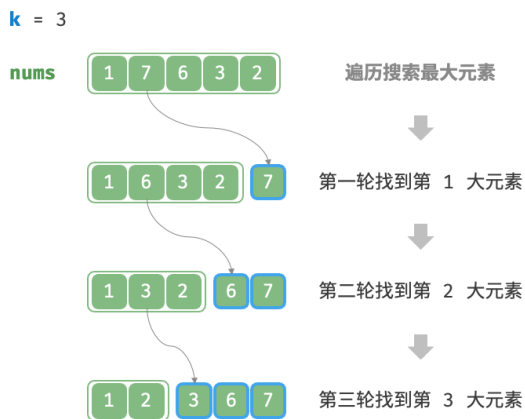 k = 3
nums 1 7 6 3 2 遍历搜索最大元素
1 6 3 2 7 第一轮找到第 1 大元素
1 3 2 6 7 第二轮找到第 2 大元素
1 2 3 6 7 第三轮找到第 3 大元素